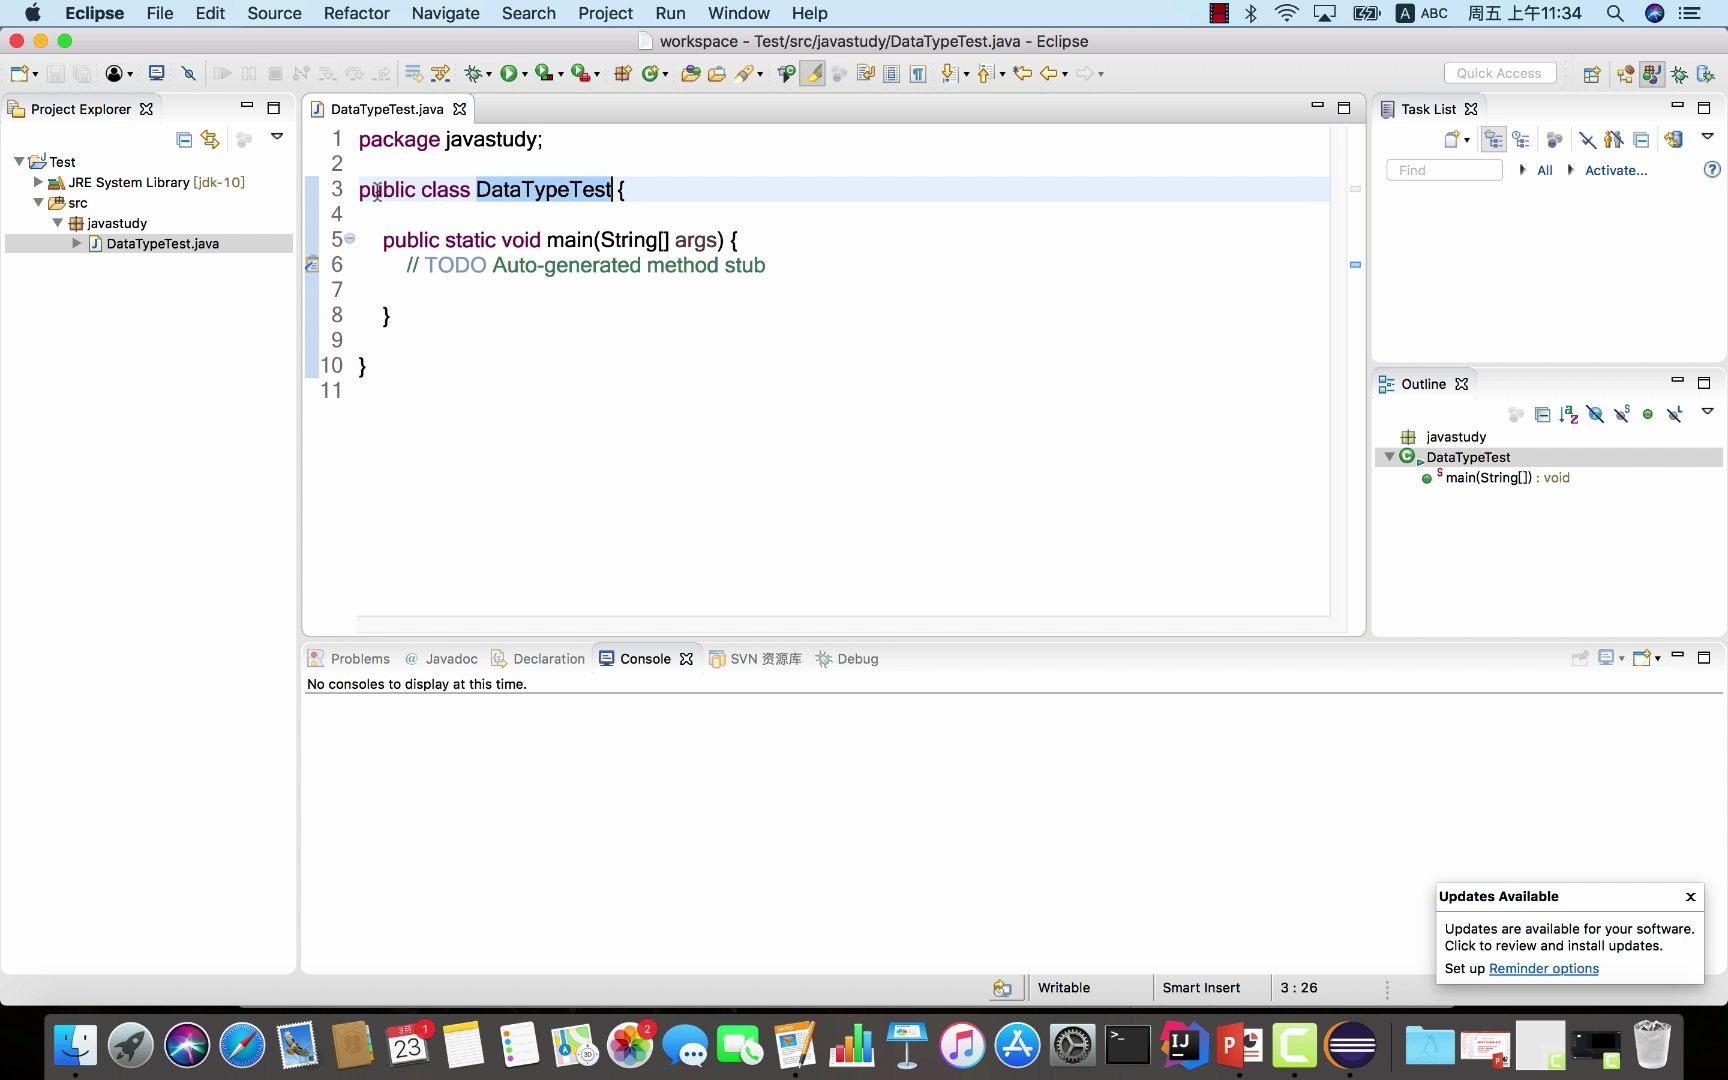 Eclipse File Edit Source Refactor Navigate Search Project Run Window Help A ABC 周五 上午11:34
workspace - Test/src/javastudy/DataTypeTest.java - Eclipse
Quick Access
Project Explorer
Test
JRE System Library [jdk-10]
src
javastudy
DataTypeTest.java
DataTypeTest.java
1 package javastudy;
2
3 public class DataTypeTest {
4
5 public static void main(String[] args) {
6 // TODO Auto-generated method stub
7
8 }
9
10 }
11
Task List
Find All Activate...
Outline
javastudy
DataTypeTest
main(String[]) : void
Problems @ Javadoc Declaration Console SVN 资源库 Debug
No consoles to display at this time.
Updates Available
Updates are available for your software.
Click to review and install updates.
Set up Reminder options
Writable Smart Insert 3 : 26
3月
23
1
2
3D
IJ
P
C